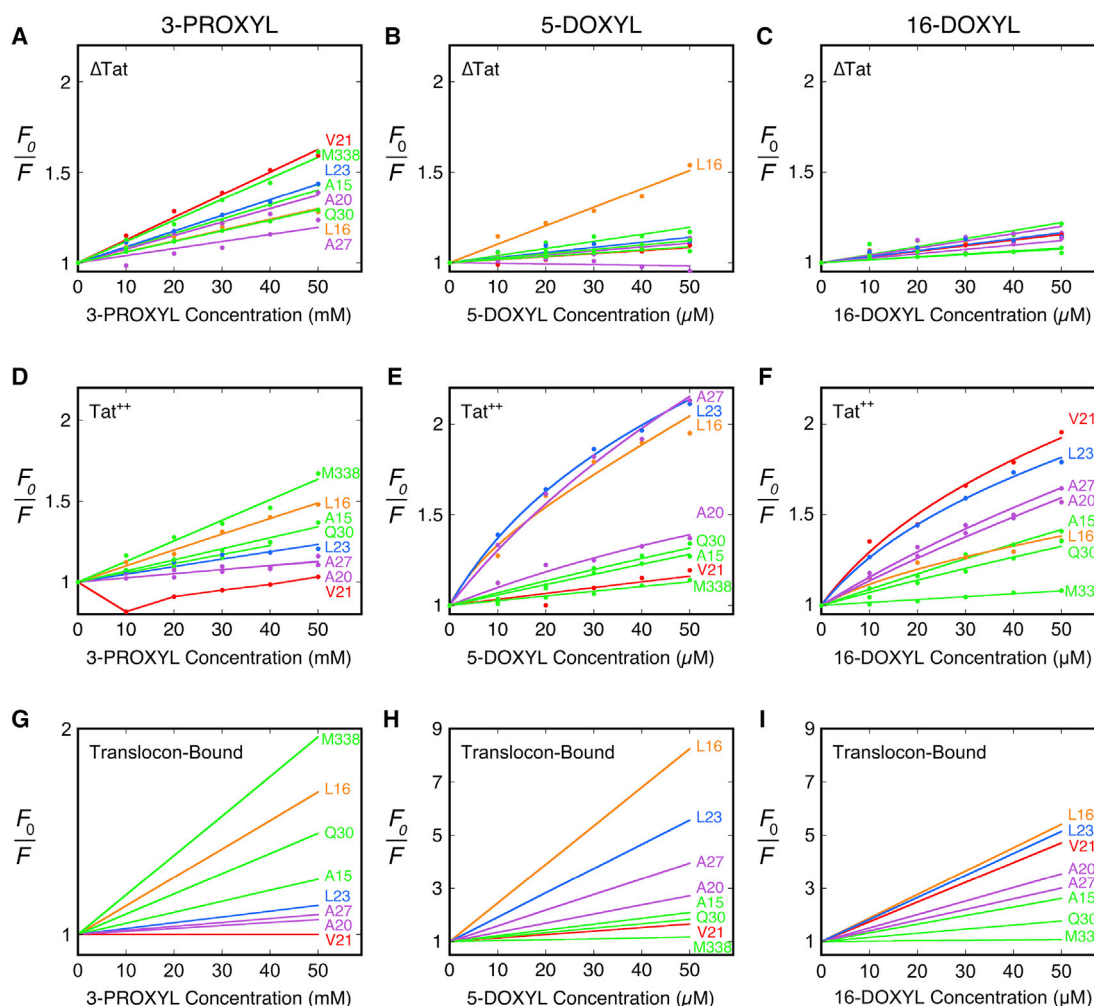 3-PROXYL
5-DOXYL
16-DOXYL
A
ΔTat
2
1.5
1
F₀
F
V21
M338
L23
A15
A20
Q30
L16
A27
0 10 20 30 40 50
3-PROXYL Concentration (mM)
B
ΔTat
2
1.5
1
F₀
F
L16
0 10 20 30 40 50
5-DOXYL Concentration (µM)
C
ΔTat
2
1.5
1
F₀
F
0 10 20 30 40 50
16-DOXYL Concentration (µM)
D
Tat⁺⁺
2
1.5
1
F₀
F
M338
L16
A15
Q30
L23
A27
A20
V21
0 10 20 30 40 50
3-PROXYL Concentration (mM)
E
Tat⁺⁺
2
1.5
1
F₀
F
A27
L23
L16
A20
Q30
A15
V21
M338
0 10 20 30 40 50
5-DOXYL Concentration (µM)
F
Tat⁺⁺
2
1.5
1
F₀
F
V21
L23
A27
A20
A15
L16
Q30
M33
0 10 20 30 40 50
16-DOXYL Concentration (µM)
G
Translocon-Bound
2
1
F₀
F
M338
L16
Q30
A15
L23
A27
A20
V21
0 10 20 30 40 50
3-PROXYL Concentration (mM)
H
Translocon-Bound
9
7
5
3
1
F₀
F
L16
L23
A27
A20
A15
Q30
V21
M338
0 10 20 30 40 50
5-DOXYL Concentration (µM)
I
Translocon-Bound
9
7
5
3
1
F₀
F
L16
L23
V21
A20
A27
A15
Q30
M33
0 10 20 30 40 50
16-DOXYL Concentration (µM)